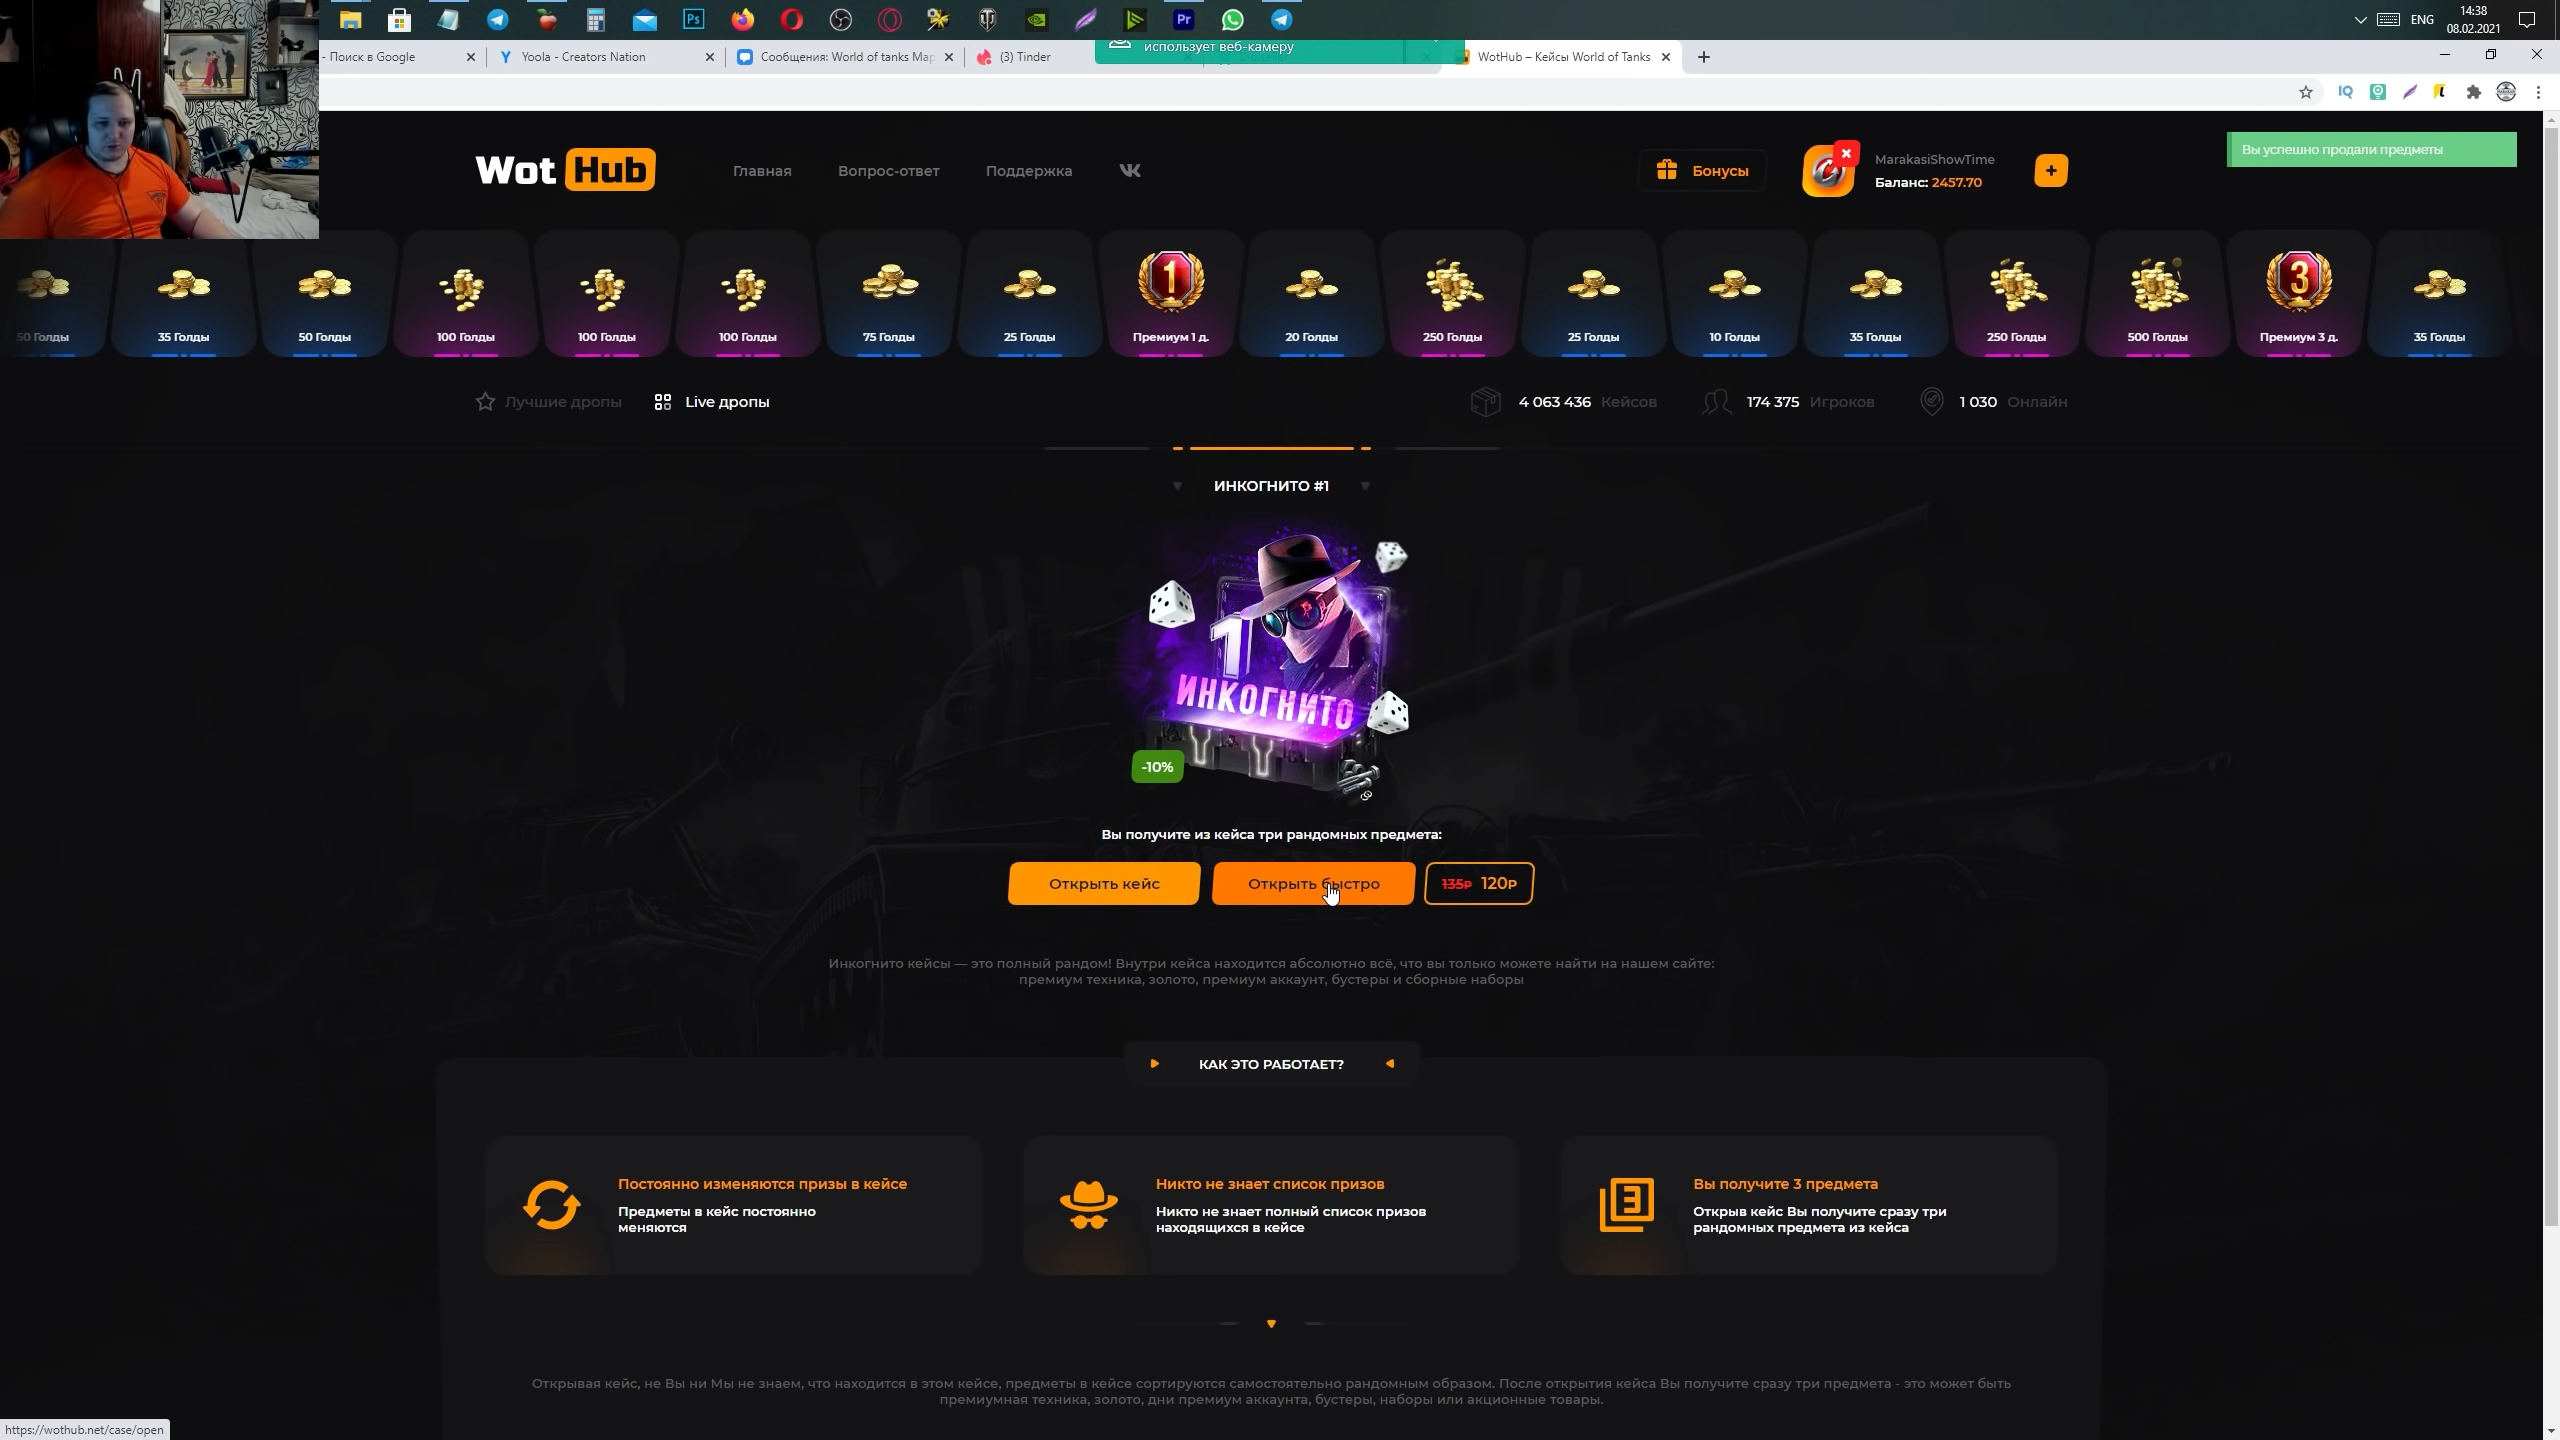 ENG
14:38
08.02.2021
- Поиск в Google
Yoola - Creators Nation
Сообщения: World of tanks Мар
(3) Tinder
использует веб-камеру
WotHub – Кейсы World of Tanks
IQ
Wot Hub
Главная
Вопрос-ответ
Поддержка
Бонусы
MarakasiShowTime
Баланс: 2457.70
Вы успешно продали предметы
50 Голды
35 Голды
50 Голды
100 Голды
100 Голды
100 Голды
75 Голды
25 Голды
1
Премиум 1 д.
20 Голды
250 Голды
25 Голды
10 Голды
35 Голды
250 Голды
500 Голды
3
Премиум 3 д.
35 Голды
Лучшие дропы
Live дропы
4 063 436 Кейсов
174 375 Игроков
1 030 Онлайн
ИНКОГНИТО #1
1
ИНКОГНИТО
-10%
Вы получите из кейса три рандомных предмета:
Открыть кейс
Открыть быстро
135₽ 120₽
Инкогнито кейсы — это полный рандом! Внутри кейса находится абсолютно всё, что вы только можете найти на нашем сайте:
премиум техника, золото, премиум аккаунт, бустеры и сборные наборы
КАК ЭТО РАБОТАЕТ?
Постоянно изменяются призы в кейсе
Предметы в кейс постоянно
меняются
Никто не знает список призов
Никто не знает полный список призов
находящихся в кейсе
3
Вы получите 3 предмета
Открыв кейс Вы получите сразу три
рандомных предмета из кейса
Открывая кейс, не Вы ни Мы не знаем, что находится в этом кейсе, предметы в кейсе сортируются самостоятельно рандомным образом. После открытия кейса Вы получите сразу три предмета - это может быть
премиумная техника, золото, дни премиум аккаунта, бустеры, наборы или акционные товары.
https://wothub.net/case/open